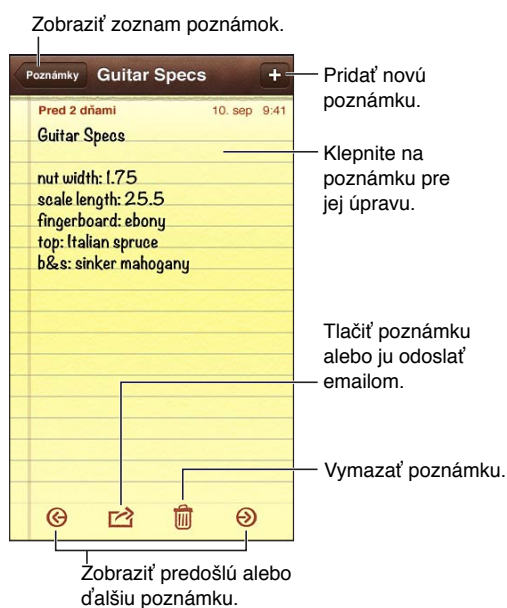 Zobraziť zoznam poznámok.
Poznámky Guitar Specs +
Pridať novú
poznámku.
Pred 2 dňami 10. sep 9:41
Guitar Specs
Klepnite na
poznámku pre
jej úpravu.
nut width: 1.75
scale length: 25.5
fingerboard: ebony
top: Italian spruce
b&s: sinker mahogany
Tlačiť poznámku
alebo ju odoslať
emailom.
Vymazať poznámku.
Zobraziť predošlú alebo
ďalšiu poznámku.